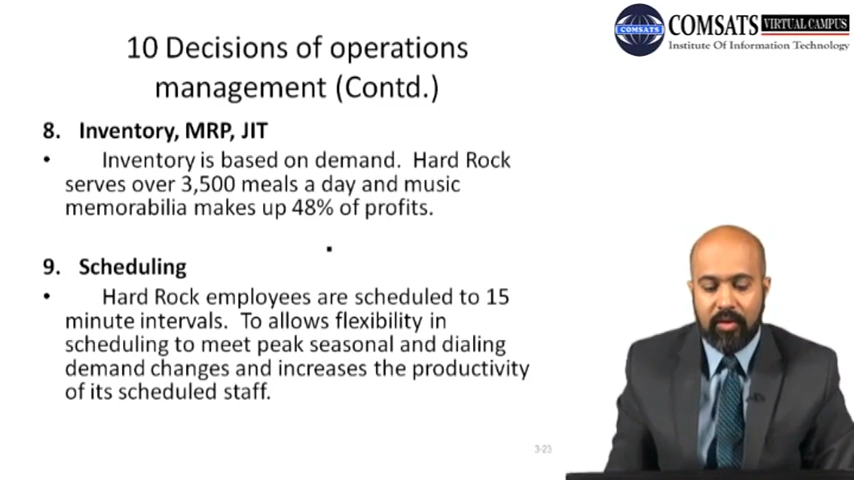 COMSATS VIRTUAL CAMPUS
COMSATS
Institute Of Information Technology
10 Decisions of operations
management (Contd.)
8. Inventory, MRP, JIT
• Inventory is based on demand. Hard Rock
serves over 3,500 meals a day and music
memorabilia makes up 48% of profits.
9. Scheduling
• Hard Rock employees are scheduled to 15
minute intervals. To allows flexibility in
scheduling to meet peak seasonal and dialing
demand changes and increases the productivity
of its scheduled staff.
3-23